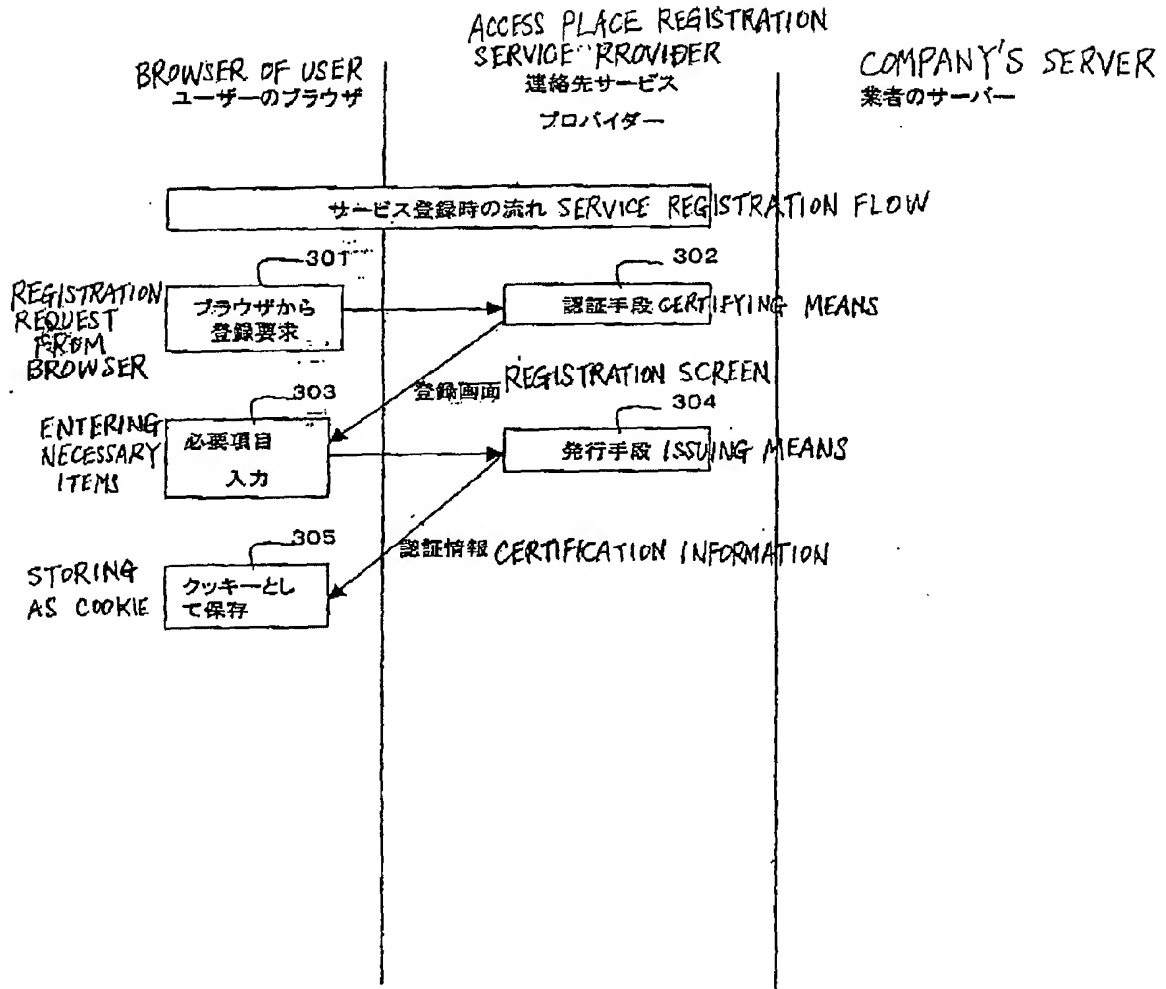 ACCESS PLACE REGISTRATION
SERVICE PRROVIDER
連絡先サービス
プロバイダー
BROWSER OF USER
ユーザーのブラウザ
COMPANY'S SERVER
業者のサーバー
サービス登録時の流れ SERVICE REGISTRATION FLOW
301
302
REGISTRATION
REQUEST
FROM
BROWSER
ブラウザから
登録要求
認証手段 CERTIFYING MEANS
登録画面 REGISTRATION SCREEN
303
304
ENTERING
NECESSARY
ITEMS
必要項目
入力
発行手段 ISSUING MEANS
305
認証情報 CERTIFICATION INFORMATION
STORING
AS COOKIE
クッキーとし
て保存